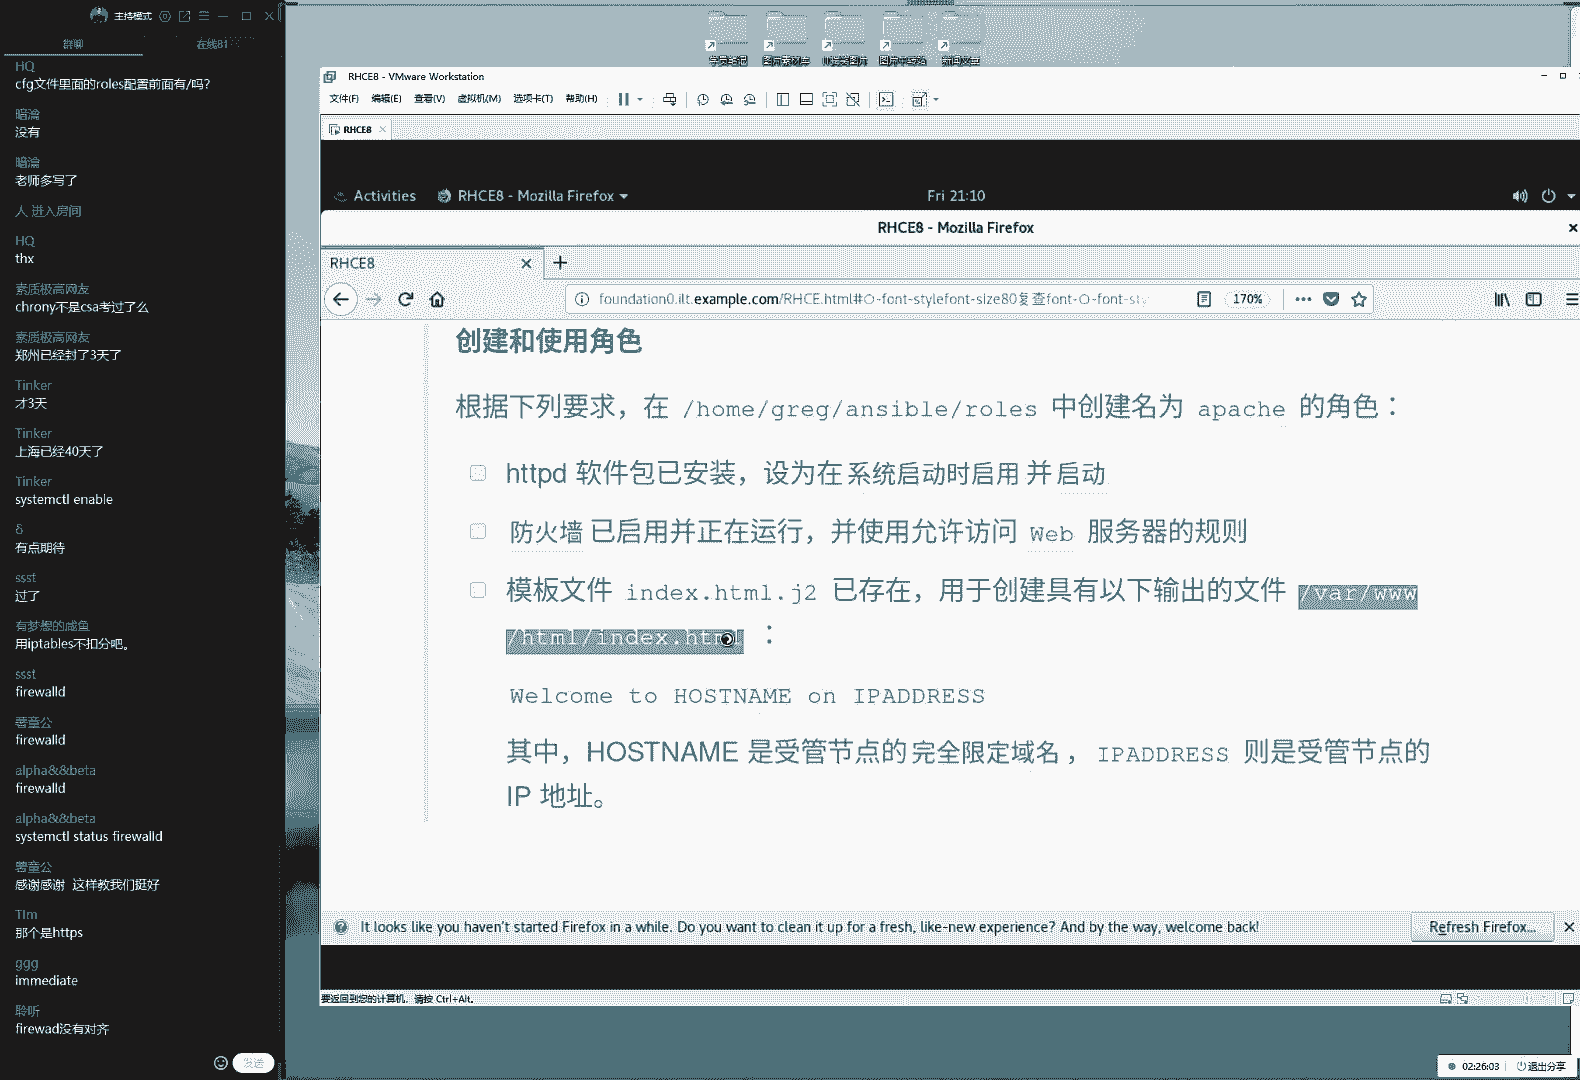 主持模式
群聊
在线81
HQ
cfg文件里面的roles配置前面有/吗?
暗淪
没有
暗淪
老师多写了
人 进入房间
HQ
thx
素质极高网友
chrony不是csa考过了么
素质极高网友
郑州已经封了3天了
Tinker
才3天
Tinker
上海已经40天了
Tinker
systemctl enable
δ
有点期待
ssst
过了
有梦想的咸鱼
用iptables不扣分吧。
ssst
firewalld
薯童公
firewalld
alpha&&beta
firewalld
alpha&&beta
systemctl status firewalld
薯童公
感谢感谢 这样教我们挺好
TIm
那个是https
ggg
immediate
聆听
firewad没有对齐
发送
RHCE8 - VMware Workstation
文件(F) 编辑(E) 查看(V) 虚拟机(M) 选项卡(T) 帮助(H)
RHCE8
Activities RHCE8 - Mozilla Firefox Fri 21:10
RHCE8 - Mozilla Firefox
RHCE8
foundation0.ilt.example.com/RHCE.html#O-font-stylefont-size80复查font-O-font-st 170%
创建和使用角色
根据下列要求，在 /home/greg/ansible/roles 中创建名为 apache 的角色：
httpd 软件包已安装，设为在系统启动时启用并启动
防火墙已启用并正在运行，并使用允许访问 Web 服务器的规则
模板文件 index.html.j2 已存在，用于创建具有以下输出的文件 /var/www
/html/index.html ：
Welcome to HOSTNAME on IPADDRESS
其中，HOSTNAME 是受管节点的完全限定域名， IPADDRESS 则是受管节点的
IP 地址。
It looks like you haven't started Firefox in a while. Do you want to clean it up for a fresh, like-new experience? And by the way, welcome back!
Refresh Firefox...
要返回到您的计算机，请按 Ctrl+Alt。
02:26:03 退出分享